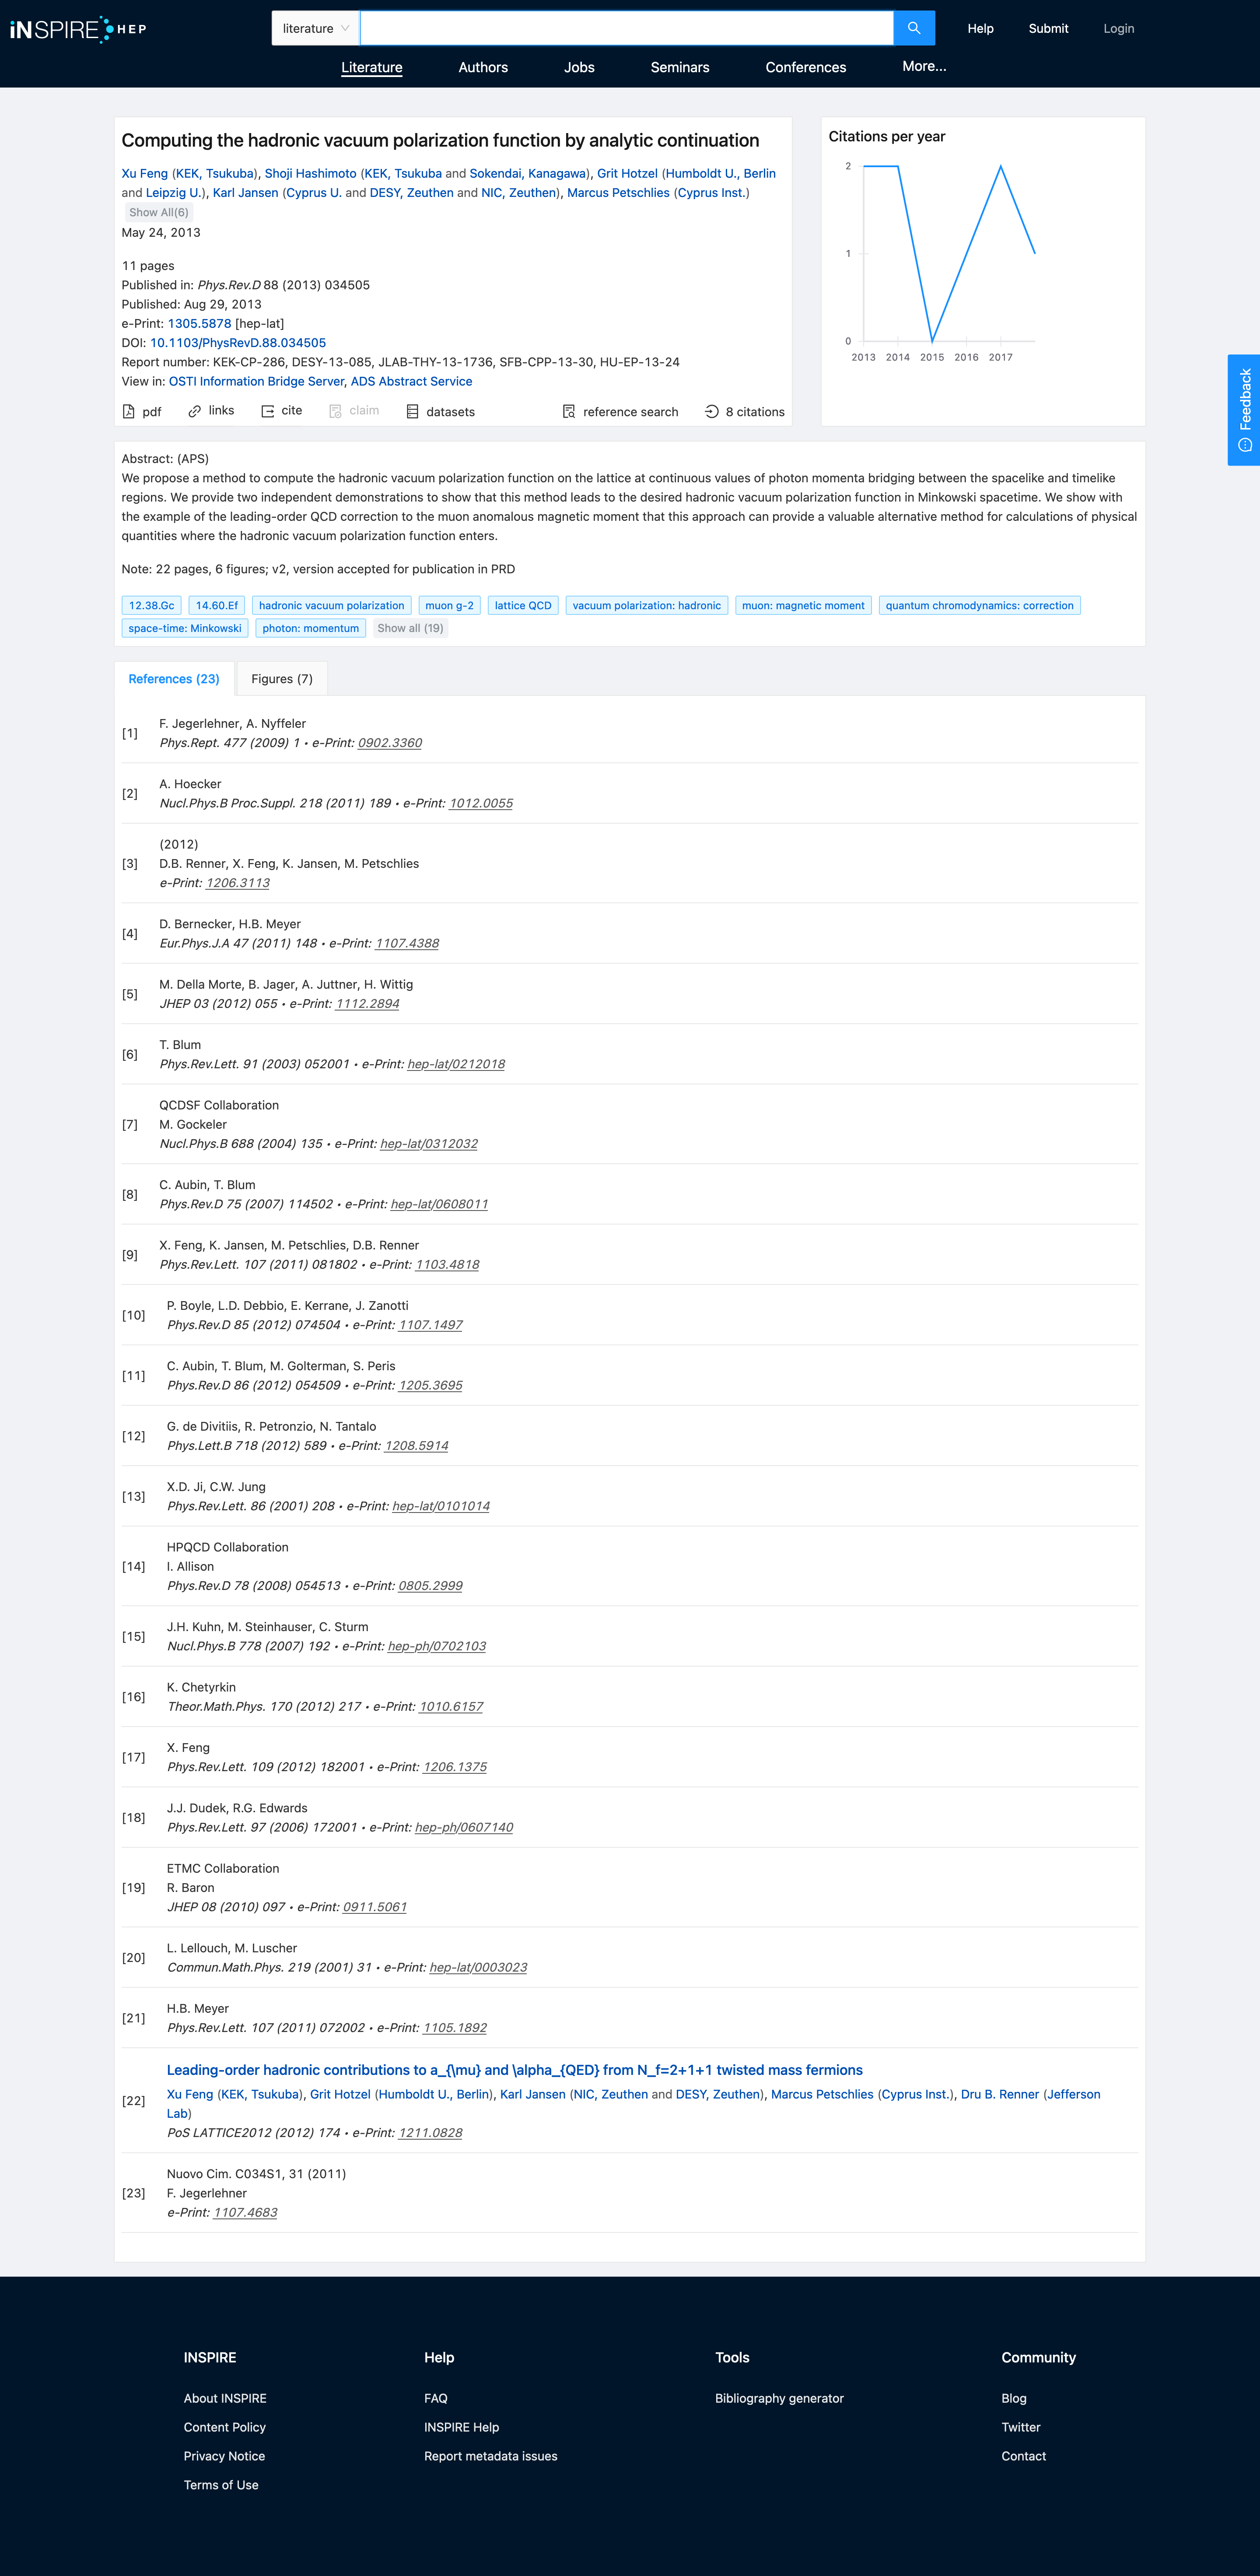 iNSPIRE HEP
literature
Help
Submit
Login
Literature
Authors
Jobs
Seminars
Conferences
More...
Computing the hadronic vacuum polarization function by analytic continuation
Xu Feng (KEK, Tsukuba), Shoji Hashimoto (KEK, Tsukuba and Sokendai, Kanagawa), Grit Hotzel (Humboldt U., Berlin
and Leipzig U.), Karl Jansen (Cyprus U. and DESY, Zeuthen and NIC, Zeuthen), Marcus Petschlies (Cyprus Inst.)
Show All(6)
May 24, 2013
11 pages
Published in: Phys.Rev.D 88 (2013) 034505
Published: Aug 29, 2013
e-Print: 1305.5878 [hep-lat]
DOI: 10.1103/PhysRevD.88.034505
Report number: KEK-CP-286, DESY-13-085, JLAB-THY-13-1736, SFB-CPP-13-30, HU-EP-13-24
View in: OSTI Information Bridge Server, ADS Abstract Service
pdf
links
cite
claim
datasets
reference search
8 citations
Citations per year
2
1
0
2013 2014 2015 2016 2017
Feedback
Abstract: (APS)
We propose a method to compute the hadronic vacuum polarization function on the lattice at continuous values of photon momenta bridging between the spacelike and timelike
regions. We provide two independent demonstrations to show that this method leads to the desired hadronic vacuum polarization function in Minkowski spacetime. We show with
the example of the leading-order QCD correction to the muon anomalous magnetic moment that this approach can provide a valuable alternative method for calculations of physical
quantities where the hadronic vacuum polarization function enters.
Note: 22 pages, 6 figures; v2, version accepted for publication in PRD
12.38.Gc
14.60.Ef
hadronic vacuum polarization
muon g-2
lattice QCD
vacuum polarization: hadronic
muon: magnetic moment
quantum chromodynamics: correction
space-time: Minkowski
photon: momentum
Show all (19)
References (23)
Figures (7)
[1]
F. Jegerlehner, A. Nyffeler
Phys.Rept. 477 (2009) 1 • e-Print: 0902.3360
[2]
A. Hoecker
Nucl.Phys.B Proc.Suppl. 218 (2011) 189 • e-Print: 1012.0055
[3]
(2012)
D.B. Renner, X. Feng, K. Jansen, M. Petschlies
e-Print: 1206.3113
[4]
D. Bernecker, H.B. Meyer
Eur.Phys.J.A 47 (2011) 148 • e-Print: 1107.4388
[5]
M. Della Morte, B. Jager, A. Juttner, H. Wittig
JHEP 03 (2012) 055 • e-Print: 1112.2894
[6]
T. Blum
Phys.Rev.Lett. 91 (2003) 052001 • e-Print: hep-lat/0212018
[7]
QCDSF Collaboration
M. Gockeler
Nucl.Phys.B 688 (2004) 135 • e-Print: hep-lat/0312032
[8]
C. Aubin, T. Blum
Phys.Rev.D 75 (2007) 114502 • e-Print: hep-lat/0608011
[9]
X. Feng, K. Jansen, M. Petschlies, D.B. Renner
Phys.Rev.Lett. 107 (2011) 081802 • e-Print: 1103.4818
[10]
P. Boyle, L.D. Debbio, E. Kerrane, J. Zanotti
Phys.Rev.D 85 (2012) 074504 • e-Print: 1107.1497
[11]
C. Aubin, T. Blum, M. Golterman, S. Peris
Phys.Rev.D 86 (2012) 054509 • e-Print: 1205.3695
[12]
G. de Divitiis, R. Petronzio, N. Tantalo
Phys.Lett.B 718 (2012) 589 • e-Print: 1208.5914
[13]
X.D. Ji, C.W. Jung
Phys.Rev.Lett. 86 (2001) 208 • e-Print: hep-lat/0101014
[14]
HPQCD Collaboration
I. Allison
Phys.Rev.D 78 (2008) 054513 • e-Print: 0805.2999
[15]
J.H. Kuhn, M. Steinhauser, C. Sturm
Nucl.Phys.B 778 (2007) 192 • e-Print: hep-ph/0702103
[16]
K. Chetyrkin
Theor.Math.Phys. 170 (2012) 217 • e-Print: 1010.6157
[17]
X. Feng
Phys.Rev.Lett. 109 (2012) 182001 • e-Print: 1206.1375
[18]
J.J. Dudek, R.G. Edwards
Phys.Rev.Lett. 97 (2006) 172001 • e-Print: hep-ph/0607140
[19]
ETMC Collaboration
R. Baron
JHEP 08 (2010) 097 • e-Print: 0911.5061
[20]
L. Lellouch, M. Luscher
Commun.Math.Phys. 219 (2001) 31 • e-Print: hep-lat/0003023
[21]
H.B. Meyer
Phys.Rev.Lett. 107 (2011) 072002 • e-Print: 1105.1892
[22]
Leading-order hadronic contributions to a_{\mu} and \alpha_{QED} from N_f=2+1+1 twisted mass fermions
Xu Feng (KEK, Tsukuba), Grit Hotzel (Humboldt U., Berlin), Karl Jansen (NIC, Zeuthen and DESY, Zeuthen), Marcus Petschlies (Cyprus Inst.), Dru B. Renner (Jefferson
Lab)
PoS LATTICE2012 (2012) 174 • e-Print: 1211.0828
[23]
Nuovo Cim. C034S1, 31 (2011)
F. Jegerlehner
e-Print: 1107.4683
INSPIRE
About INSPIRE
Content Policy
Privacy Notice
Terms of Use
Help
FAQ
INSPIRE Help
Report metadata issues
Tools
Bibliography generator
Community
Blog
Twitter
Contact